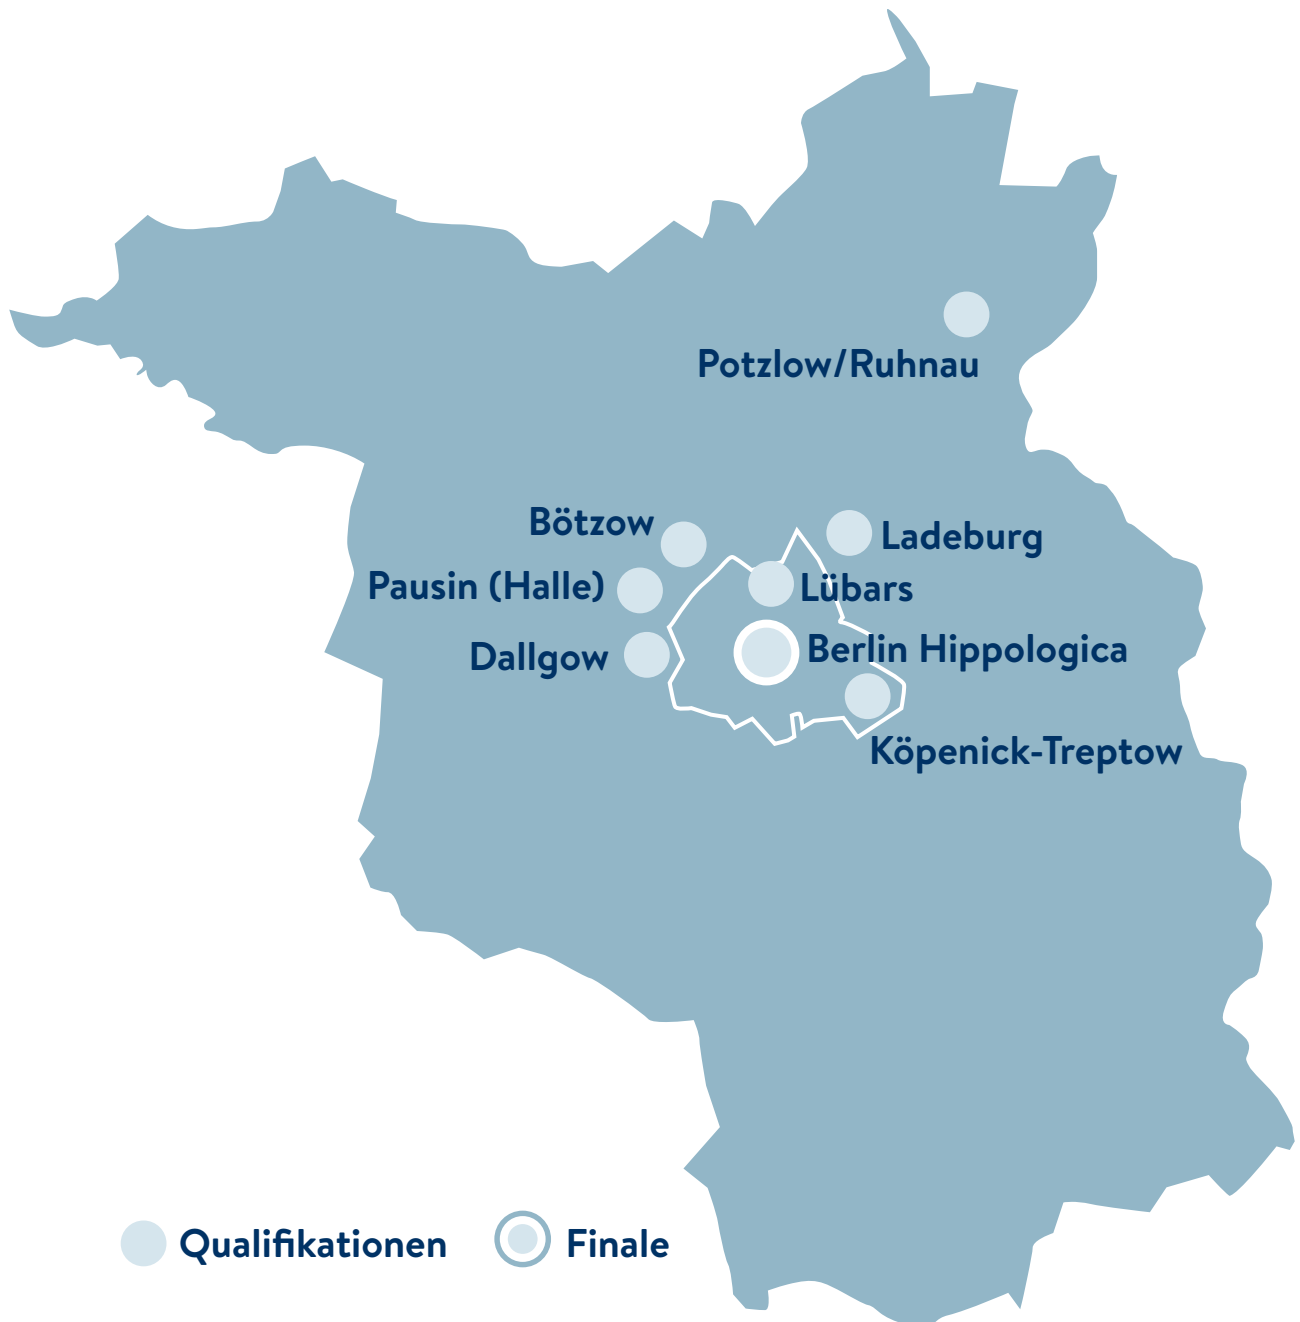 Potzlow/Ruhnau
Bötzow
Ladeburg
Pausin (Halle)
Lübars
Dallgow
Berlin Hippologica
Köpenick-Treptow
Qualifikationen
Finale